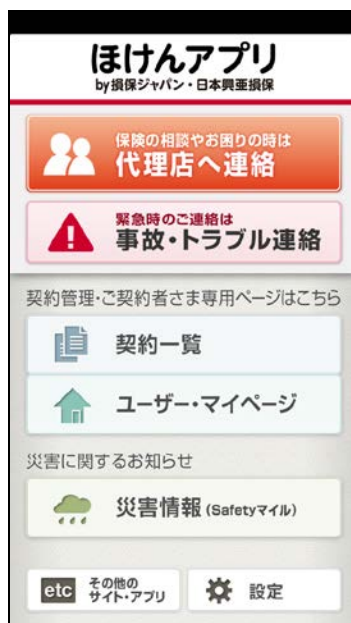 ほけんアプリ
by損保ジャパン・日本興亜損保
保険の相談やお困りの時は
代理店へ連絡
緊急時のご連絡は
事故・トラブル連絡
契約管理・ご契約者さま専用ページはこちら
契約一覧
ユーザー・マイページ
災害に関するお知らせ
災害情報 (Safetyマイル)
etc その他の
サイト・アプリ
設定